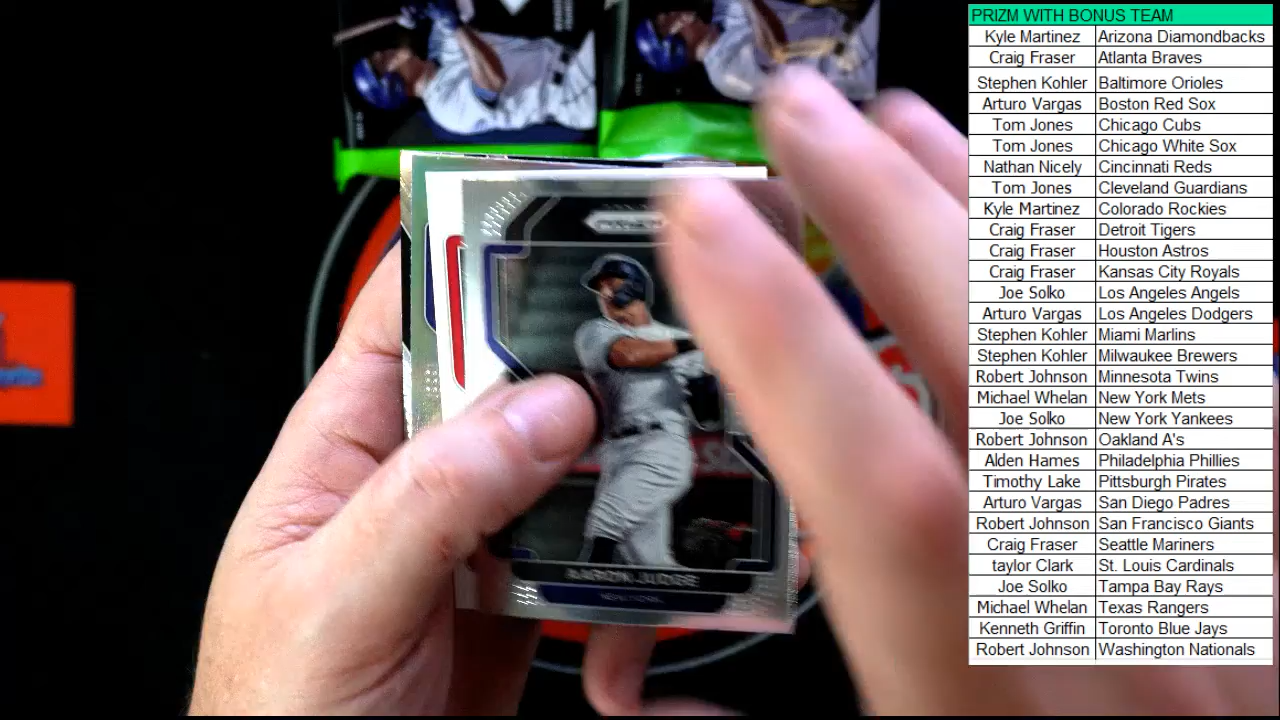 PRIZM WITH BONUS TEAM
Kyle Martinez Arizona Diamondbacks
Craig Fraser Atlanta Braves
Stephen Kohler Baltimore Orioles
Arturo Vargas Boston Red Sox
Tom Jones Chicago Cubs
Tom Jones Chicago White Sox
Nathan Nicely Cincinnati Reds
Tom Jones Cleveland Guardians
Kyle Martinez Colorado Rockies
Craig Fraser Detroit Tigers
Craig Fraser Houston Astros
Craig Fraser Kansas City Royals
Joe Solko Los Angeles Angels
Arturo Vargas Los Angeles Dodgers
Stephen Kohler Miami Marlins
Stephen Kohler Milwaukee Brewers
Robert Johnson Minnesota Twins
Michael Whelan New York Mets
Joe Solko New York Yankees
Robert Johnson Oakland A's
Alden Hames Philadelphia Phillies
Timothy Lake Pittsburgh Pirates
Arturo Vargas San Diego Padres
Robert Johnson San Francisco Giants
Craig Fraser Seattle Mariners
taylor Clark St. Louis Cardinals
Joe Solko Tampa Bay Rays
Michael Whelan Texas Rangers
Kenneth Griffin Toronto Blue Jays
Robert Johnson Washington Nationals
AARON JUDGE
NEW YORK